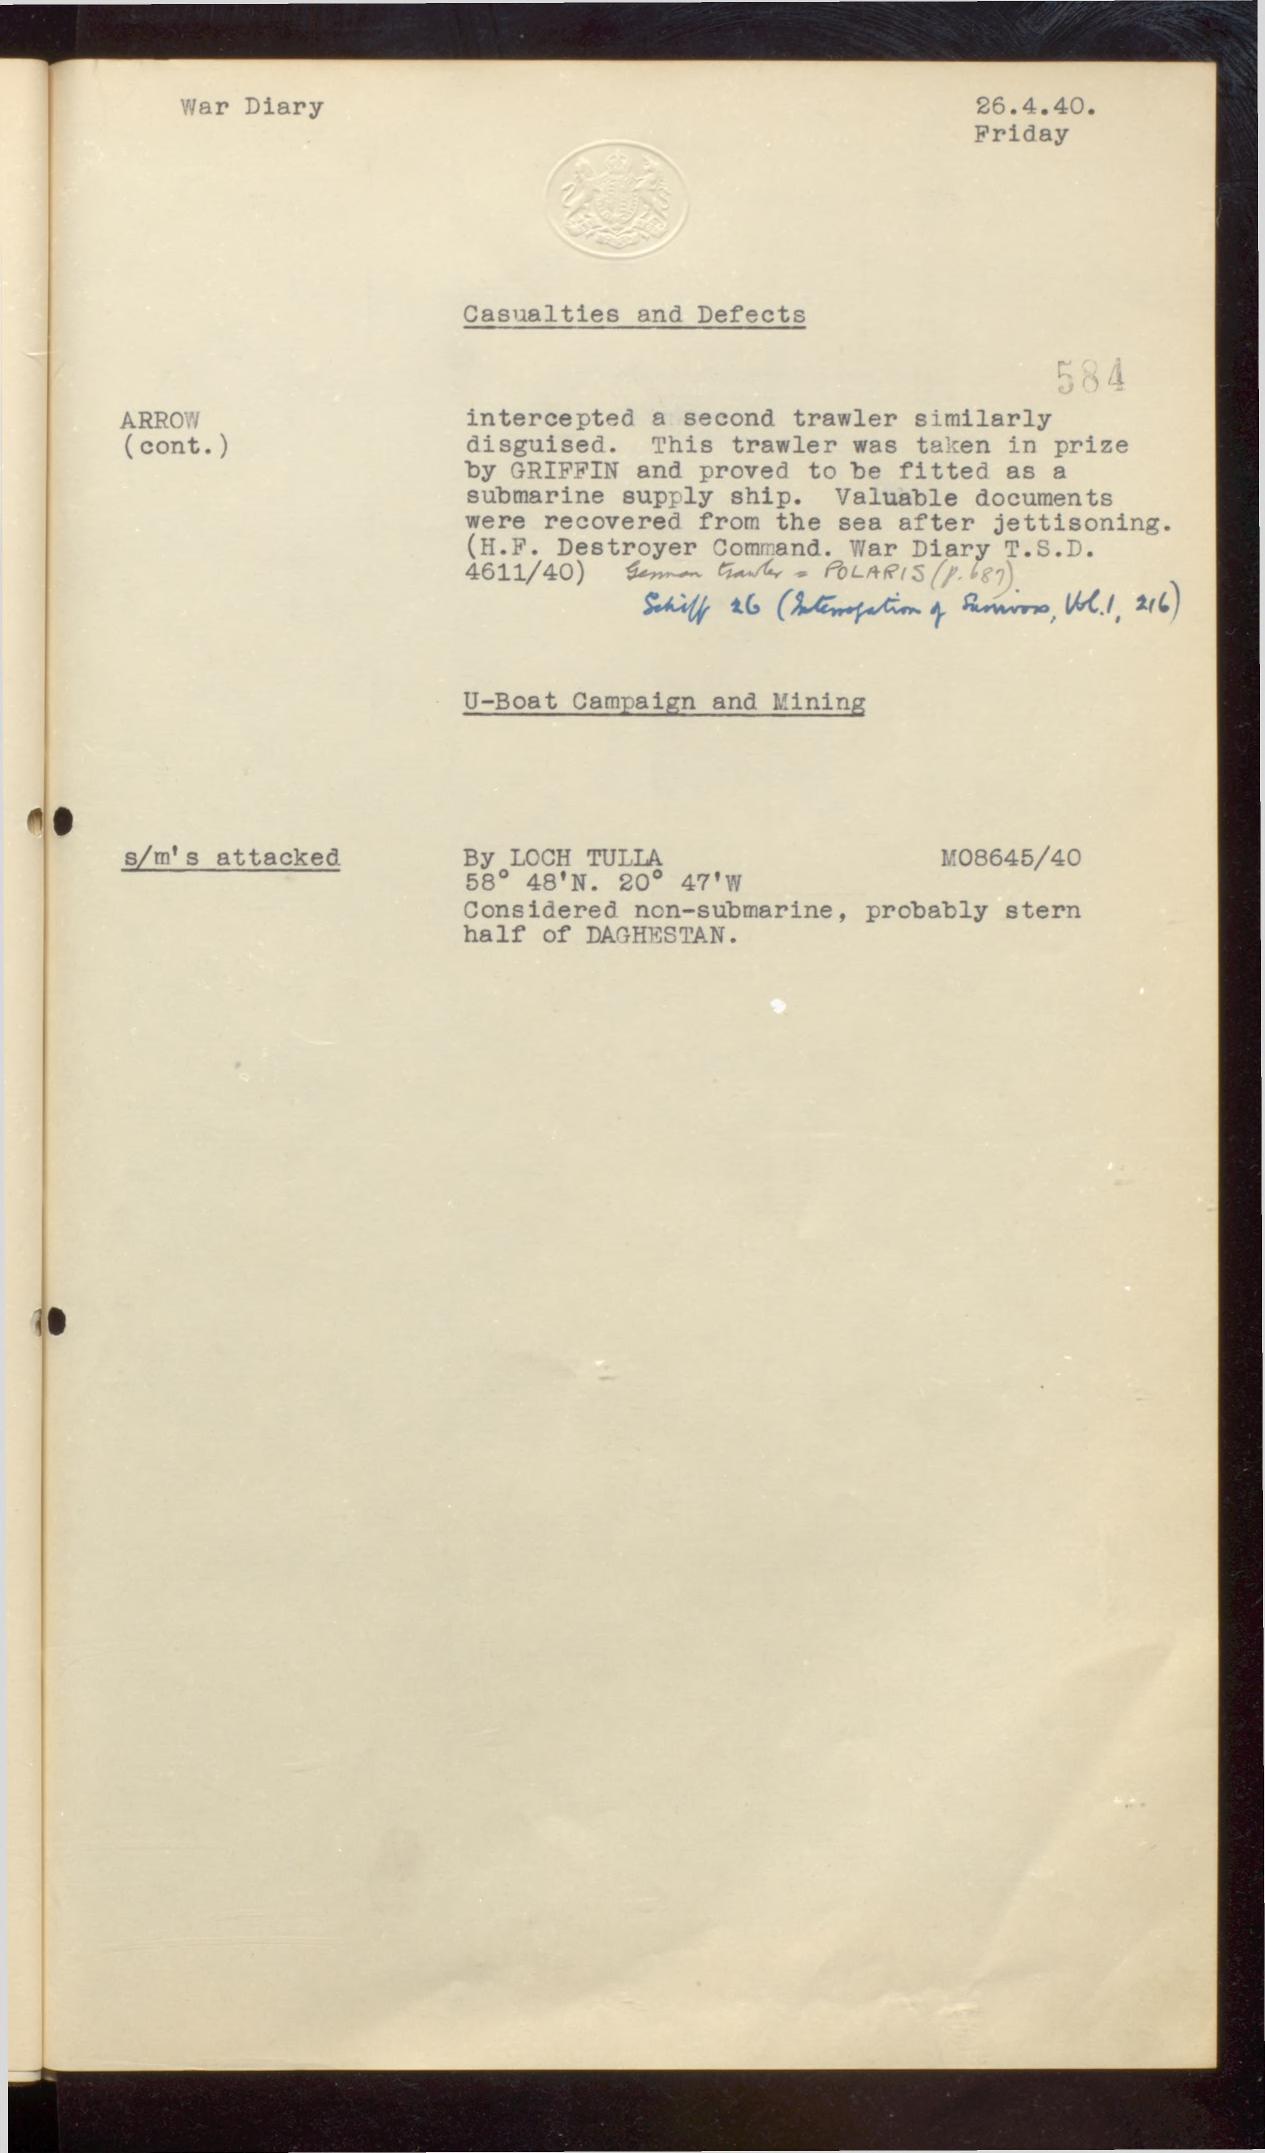 War Diary
26.4.40.
Friday
Casualties and Defects
584
ARROW
(cont.)
intercepted a second trawler similarly
disguised. This trawler was taken in prize
by GRIFFIN and proved to be fitted as a
submarine supply ship. Valuable documents
were recovered from the sea after jettisoning.
(H.F. Destroyer Command. War Diary T.S.D.
4611/40) German trawler = POLARIS (p. 687)
Schiff 26 (Interrogation of Survivors, Vol. 1, 216)
U-Boat Campaign and Mining
s/m's attacked
By LOCH TULLA M08645/40
58° 48'N. 20° 47'W
Considered non-submarine, probably stern
half of DAGHESTAN.